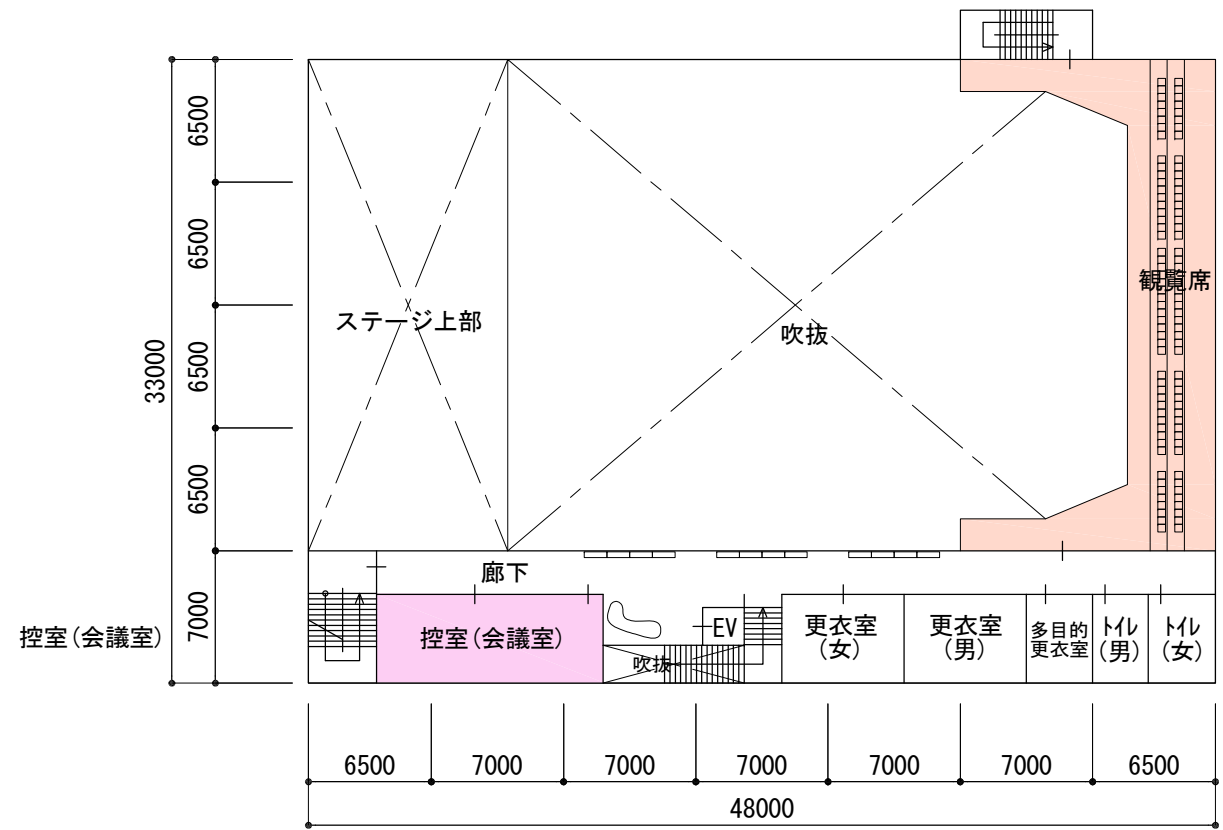 6500
6500
6500
6500
7000
33000
ステージ上部
吹抜
観覧席
廊下
控室(会議室)
控室(会議室)
吹抜
EV
更衣室
(女)
更衣室
(男)
多目的
更衣室
トイレ
(男)
トイレ
(女)
6500
7000
7000
7000
7000
7000
6500
48000